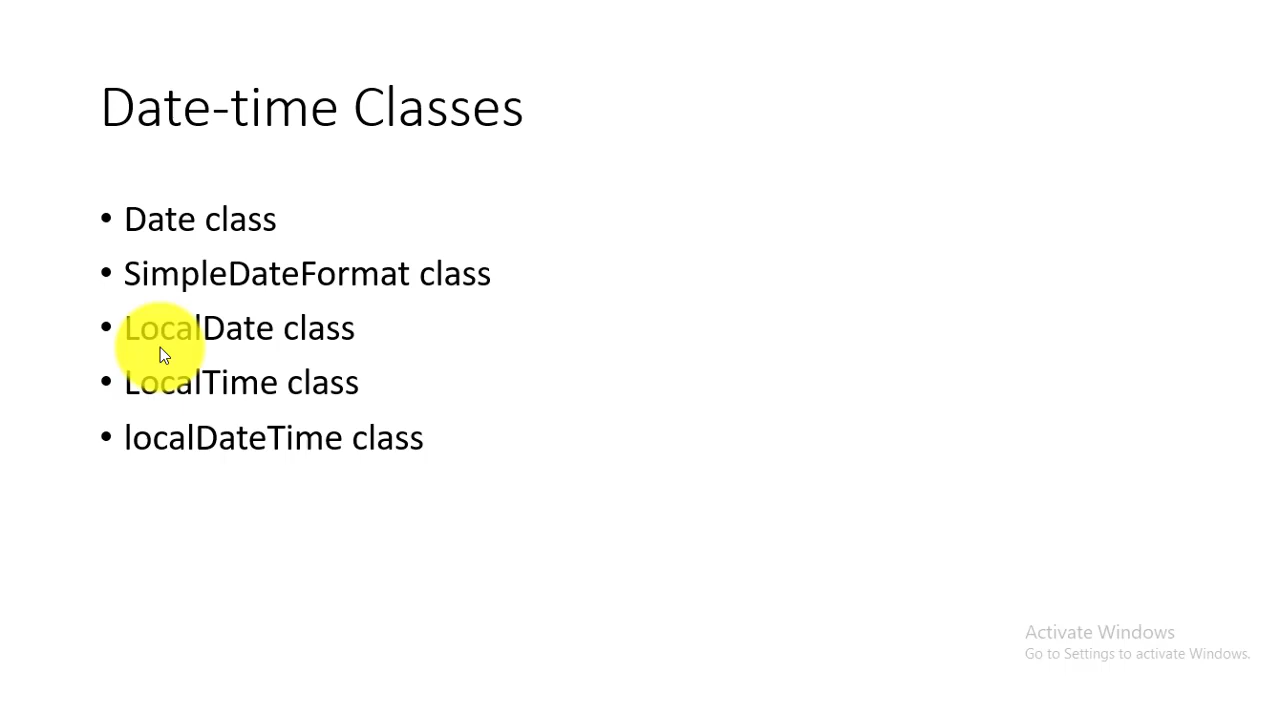 Date-time Classes
• Date class
• SimpleDateFormat class
• LocalDate class
• LocalTime class
• localDateTime class
Activate Windows
Go to Settings to activate Windows.